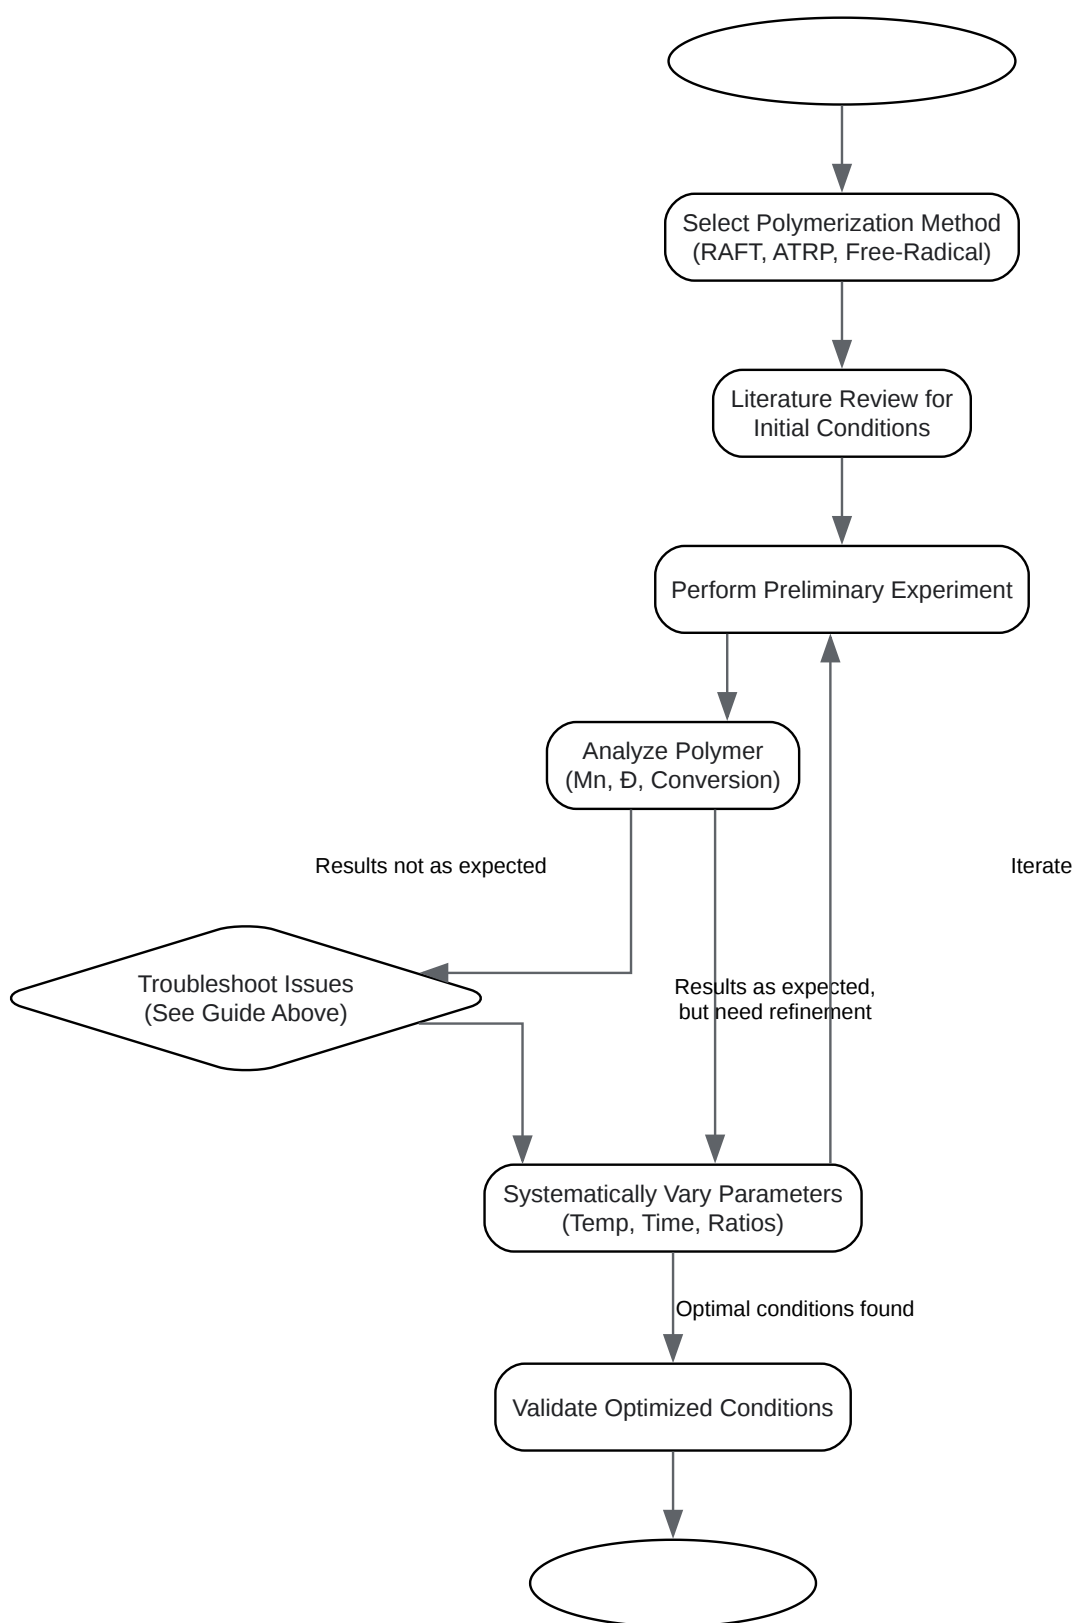 Select Polymerization Method
(RAFT, ATRP, Free-Radical)
Literature Review for
Initial Conditions
Perform Preliminary Experiment
Analyze Polymer
(Mn, Đ, Conversion)
Results not as expected
Iterate
Troubleshoot Issues
(See Guide Above)
Results as expected,
but need refinement
Systematically Vary Parameters
(Temp, Time, Ratios)
Optimal conditions found
Validate Optimized Conditions